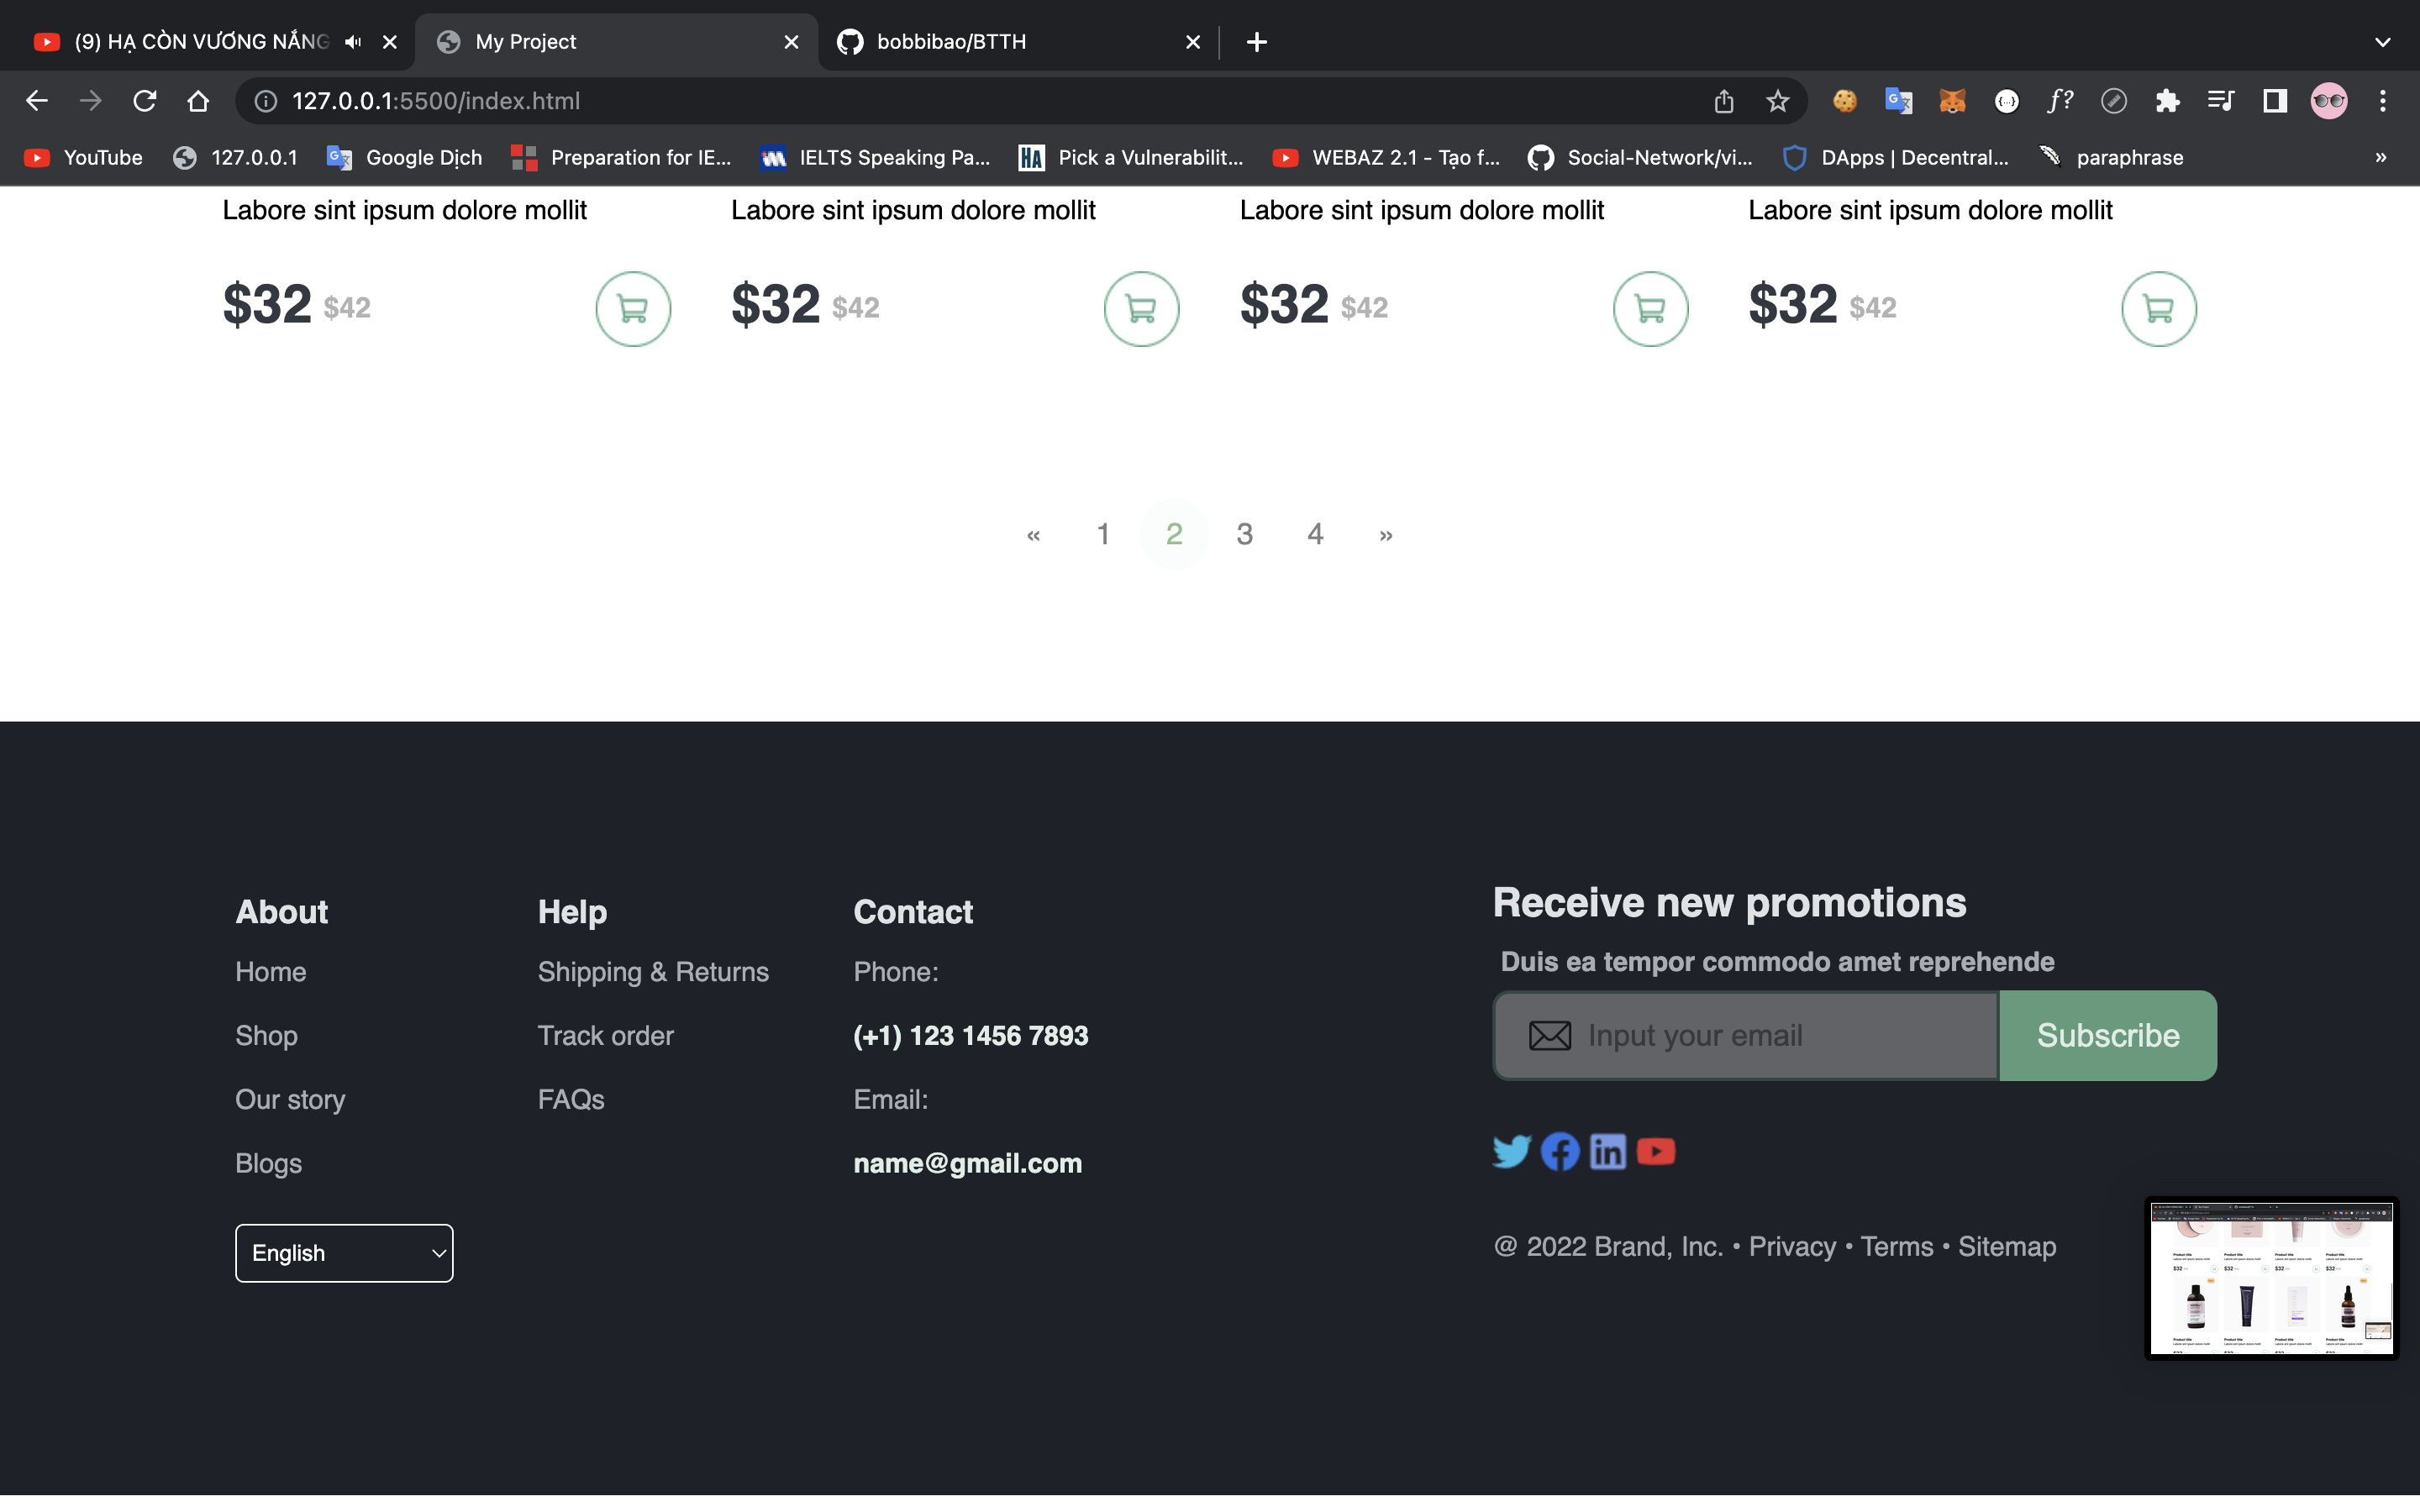 (9) HẠ CÒN VƯƠNG NẮNG
My Project
bobbibao/BTTH
127.0.0.1:5500/index.html
YouTube
127.0.0.1
Google Dịch
Preparation for IE...
IELTS Speaking Pa...
Pick a Vulnerabilit...
WEBAZ 2.1 - Tạo f...
Social-Network/vi...
DApps | Decentral...
paraphrase
»
Labore sint ipsum dolore mollit
Labore sint ipsum dolore mollit
Labore sint ipsum dolore mollit
Labore sint ipsum dolore mollit
$32 $42
$32 $42
$32 $42
$32 $42
« 1 2 3 4 »
About
Home
Shop
Our story
Blogs
English
Help
Shipping & Returns
Track order
FAQs
Contact
Phone:
(+1) 123 1456 7893
Email:
name@gmail.com
Receive new promotions
Duis ea tempor commodo amet reprehende
Input your email
Subscribe
@ 2022 Brand, Inc. • Privacy • Terms • Sitemap